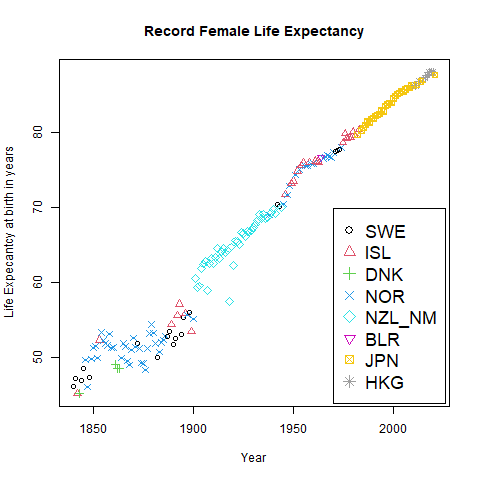 Record Female Life Expectancy
Life Expecantcy at birth in years
80
70
60
50
SWE
ISL
DNK
NOR
NZL_NM
BLR
JPN
HKG
1850
1900
1950
2000
Year